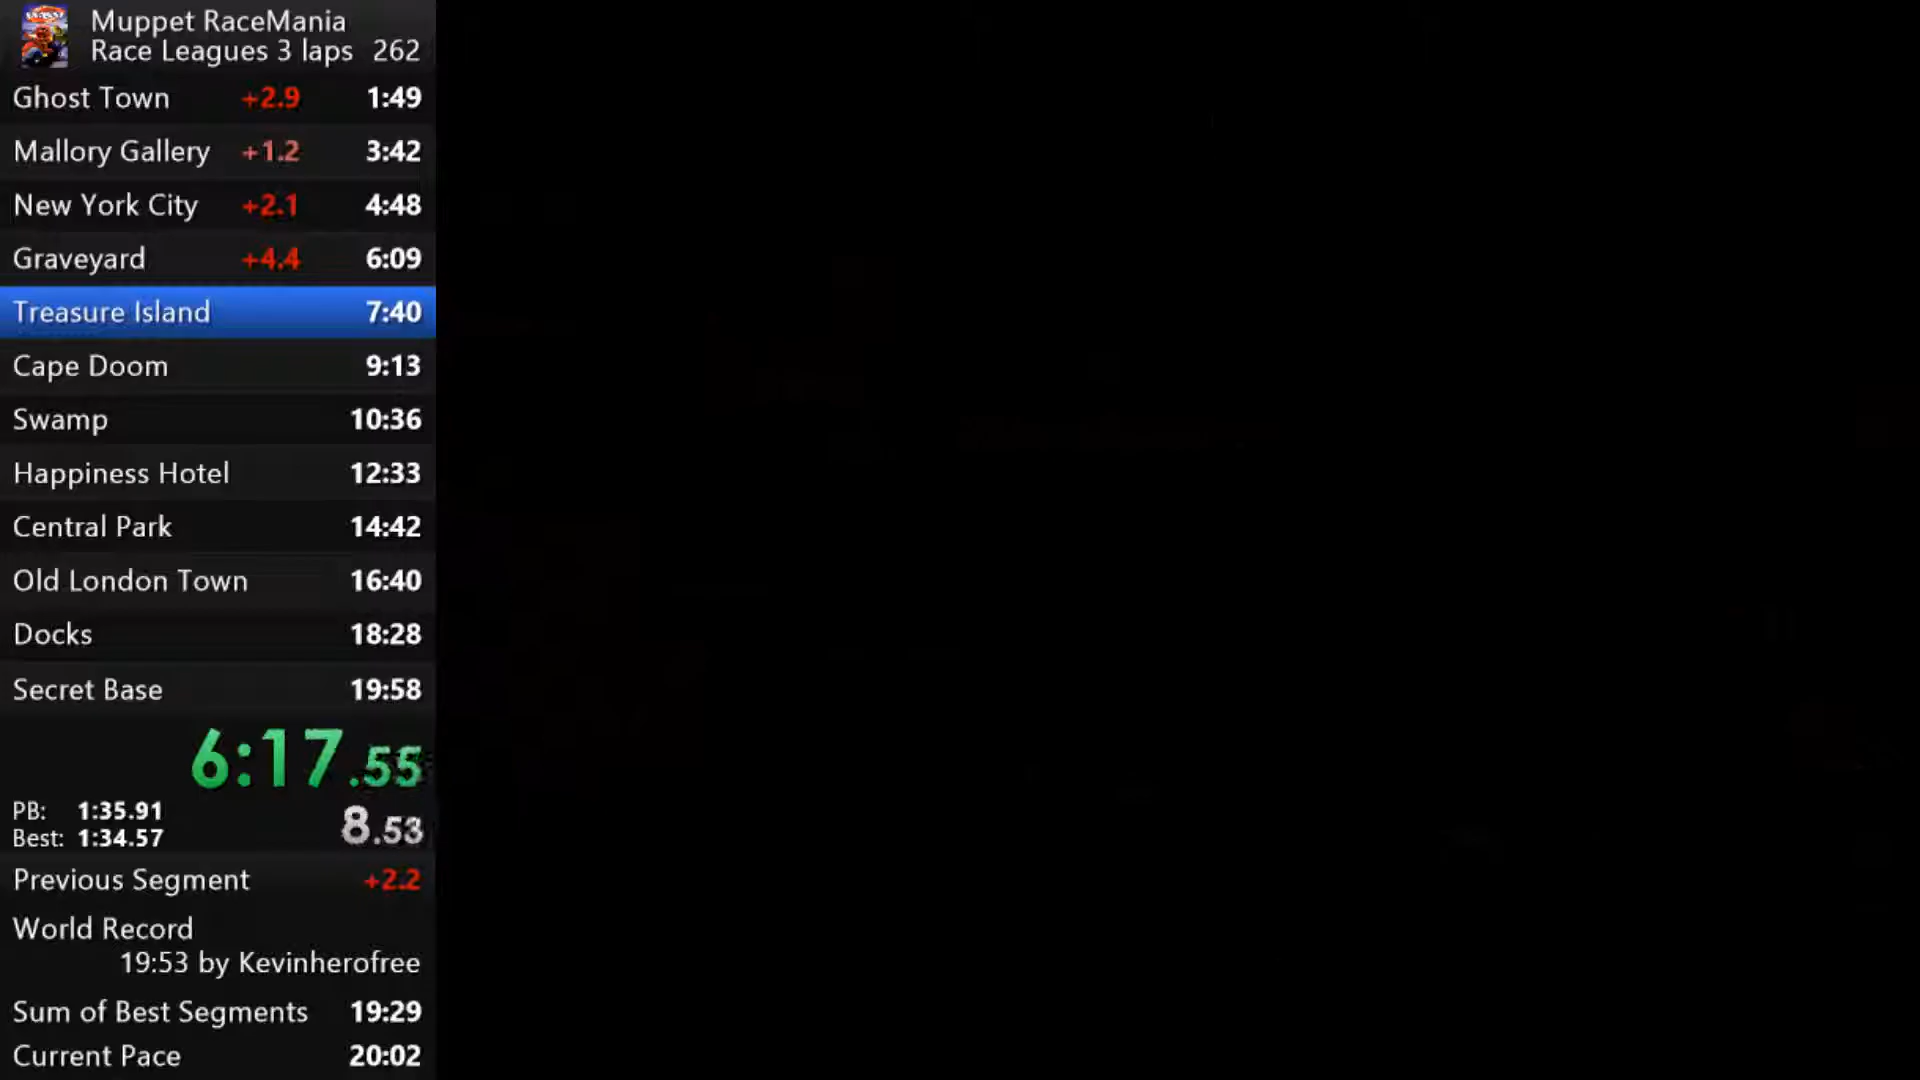 Muppet RaceMania
Race Leagues 3 laps 262
Ghost Town +2.9 1:49
Mallory Gallery +1.2 3:42
New York City +2.1 4:48
Graveyard +4.4 6:09
Treasure Island 7:40
Cape Doom 9:13
Swamp 10:36
Happiness Hotel 12:33
Central Park 14:42
Old London Town 16:40
Docks 18:28
Secret Base 19:58
6:17.55
PB: 1:35.91
Best: 1:34.57
8.53
Previous Segment +2.2
World Record
19:53 by Kevinherofree
Sum of Best Segments 19:29
Current Pace 20:02